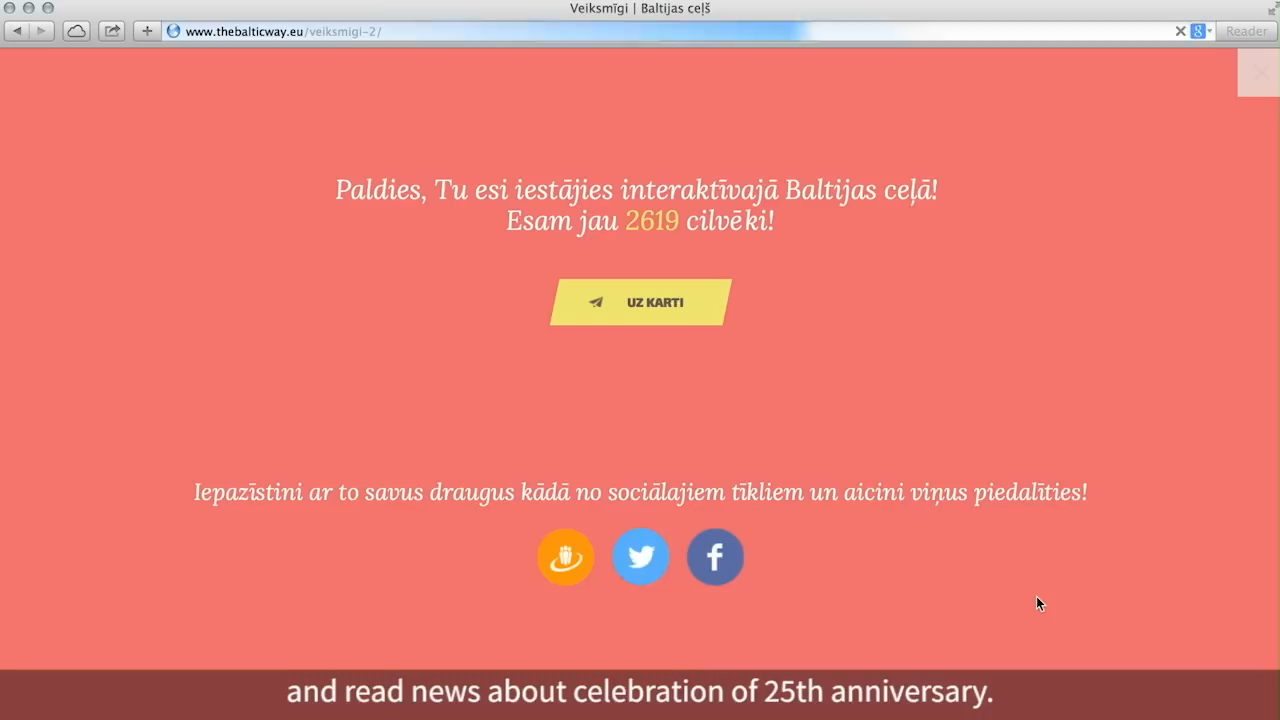 Veiksmīgi | Baltijas ceļš
www.thebalticway.eu/veiksmigi-2/
Reader
Paldies, Tu esi iestājies interaktīvajā Baltijas ceļā!
Esam jau 2619 cilvēki!
UZ KARTI
Iepazīstini ar to savus draugus kādā no sociālajiem tīkliem un aicini viņus piedalīties!
and read news about celebration of 25th anniversary.